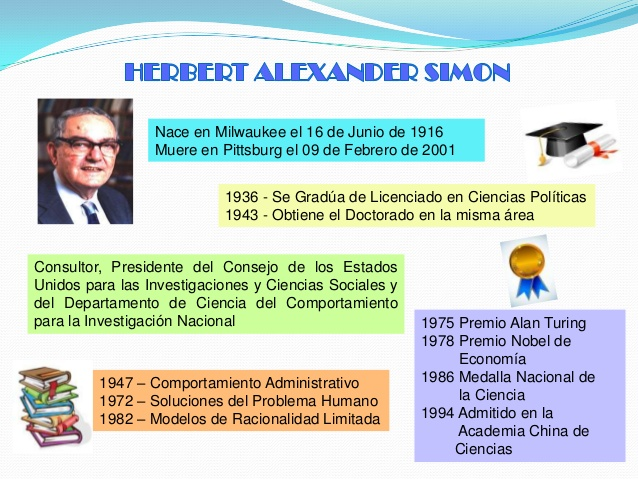 HERBERT ALEXANDER SIMON
Nace en Milwaukee el 16 de Junio de 1916
Muere en Pittsburg el 09 de Febrero de 2001
1936 - Se Gradúa de Licenciado en Ciencias Políticas
1943 - Obtiene el Doctorado en la misma área
Consultor, Presidente del Consejo de los Estados
Unidos para las Investigaciones y Ciencias Sociales y
del Departamento de Ciencia del Comportamiento
para la Investigación Nacional
1975 Premio Alan Turing
1978 Premio Nobel de
Economía
1986 Medalla Nacional de
la Ciencia
1994 Admitido en la
Academia China de
Ciencias
1947 – Comportamiento Administrativo
1972 – Soluciones del Problema Humano
1982 – Modelos de Racionalidad Limitada